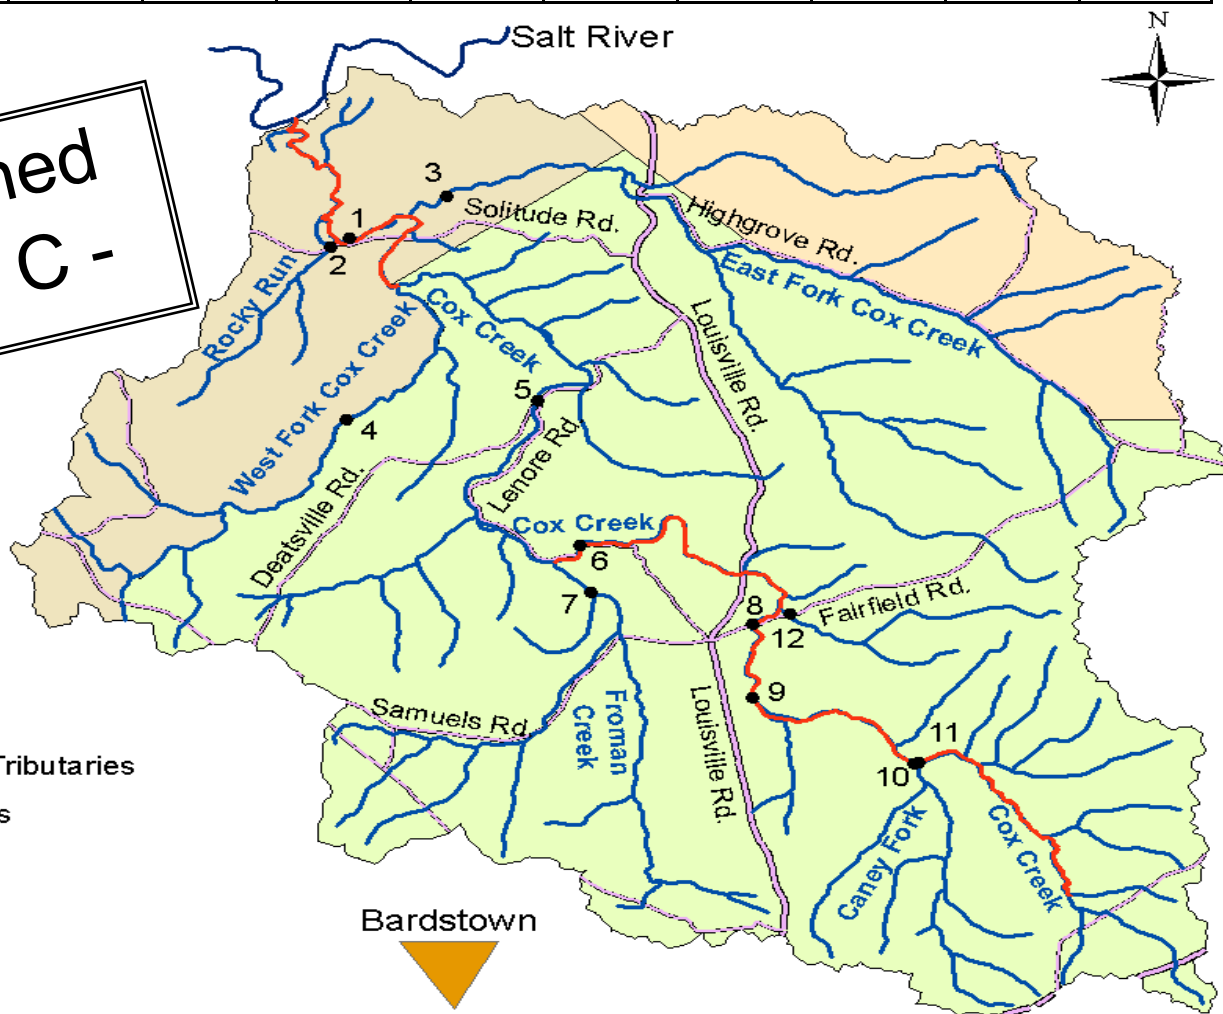 Salt River
N
ned
C -
3
Solitude Rd.
Highgrove Rd.
1
2
Rocky Run
East Fork Cox Creek
Cox Creek
Louisville Rd.
West Fork Cox Creek
5
4
Lenore Rd.
Deatsville Rd.
Cox Creek
6
7
8
12
Fairfield Rd.
9
Samuels Rd.
Froman
Creek
Louisville Rd.
11
10
Tributaries
s
Caney Fork
Cox Creek
Bardstown